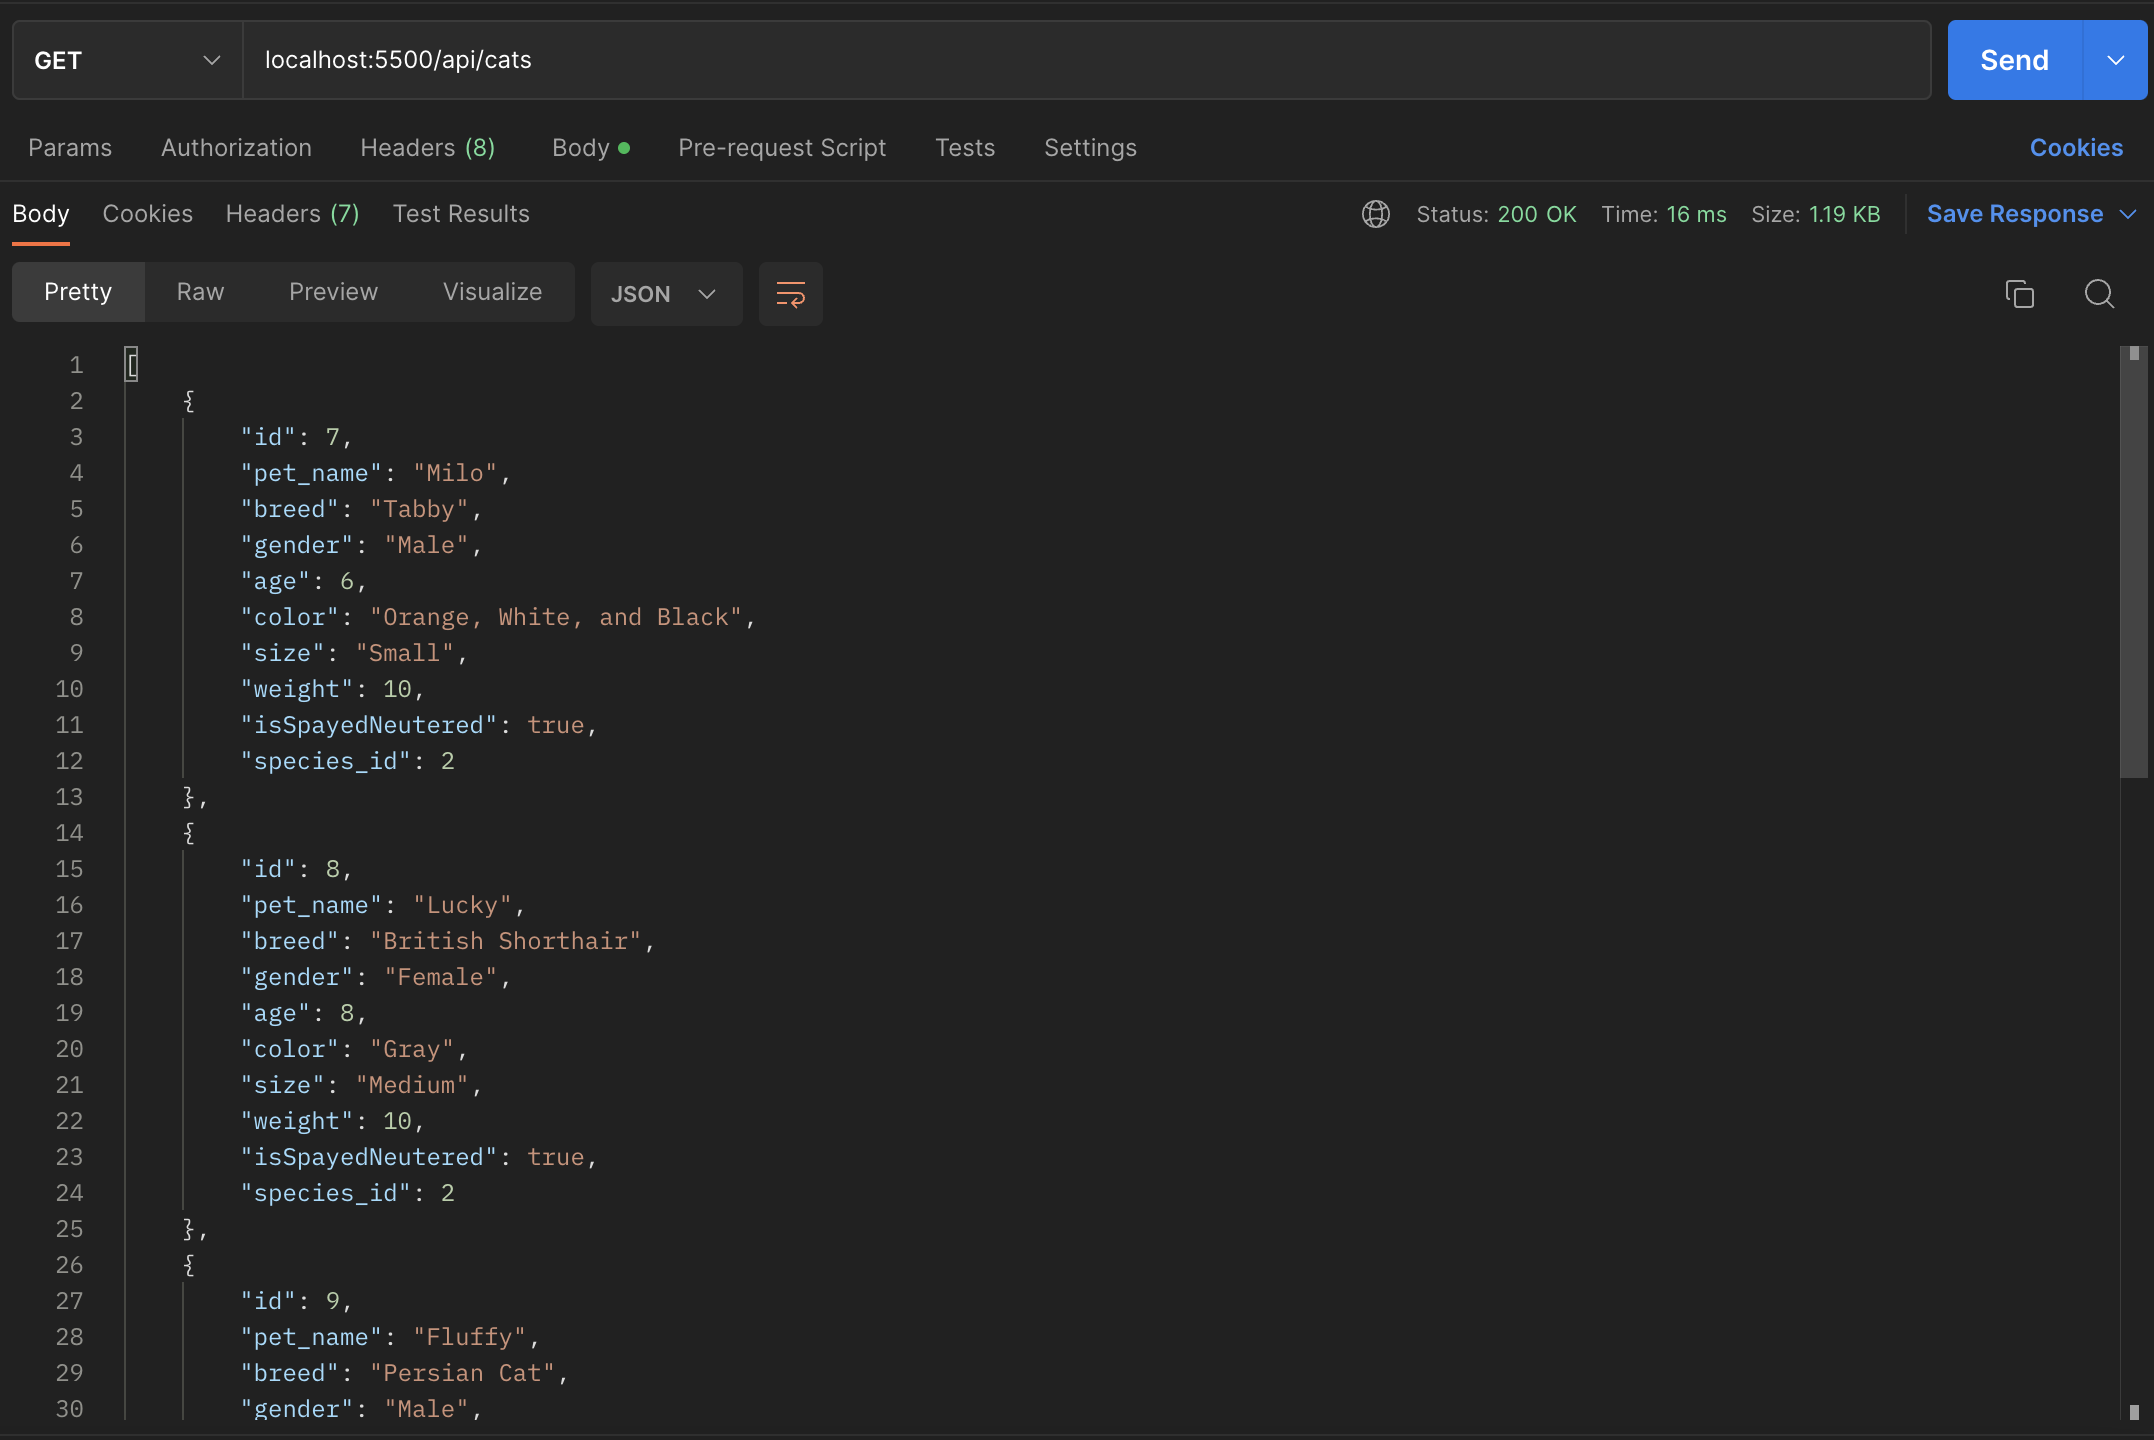 GET localhost:5500/api/cats Send
Params Authorization Headers (8) Body Pre-request Script Tests Settings Cookies
Body Cookies Headers (7) Test Results Status: 200 OK Time: 16 ms Size: 1.19 KB Save Response
Pretty Raw Preview Visualize JSON
1 [
2 {
3 "id": 7,
4 "pet_name": "Milo",
5 "breed": "Tabby",
6 "gender": "Male",
7 "age": 6,
8 "color": "Orange, White, and Black",
9 "size": "Small",
10 "weight": 10,
11 "isSpayedNeutered": true,
12 "species_id": 2
13 },
14 {
15 "id": 8,
16 "pet_name": "Lucky",
17 "breed": "British Shorthair",
18 "gender": "Female",
19 "age": 8,
20 "color": "Gray",
21 "size": "Medium",
22 "weight": 10,
23 "isSpayedNeutered": true,
24 "species_id": 2
25 },
26 {
27 "id": 9,
28 "pet_name": "Fluffy",
29 "breed": "Persian Cat",
30 "gender": "Male",